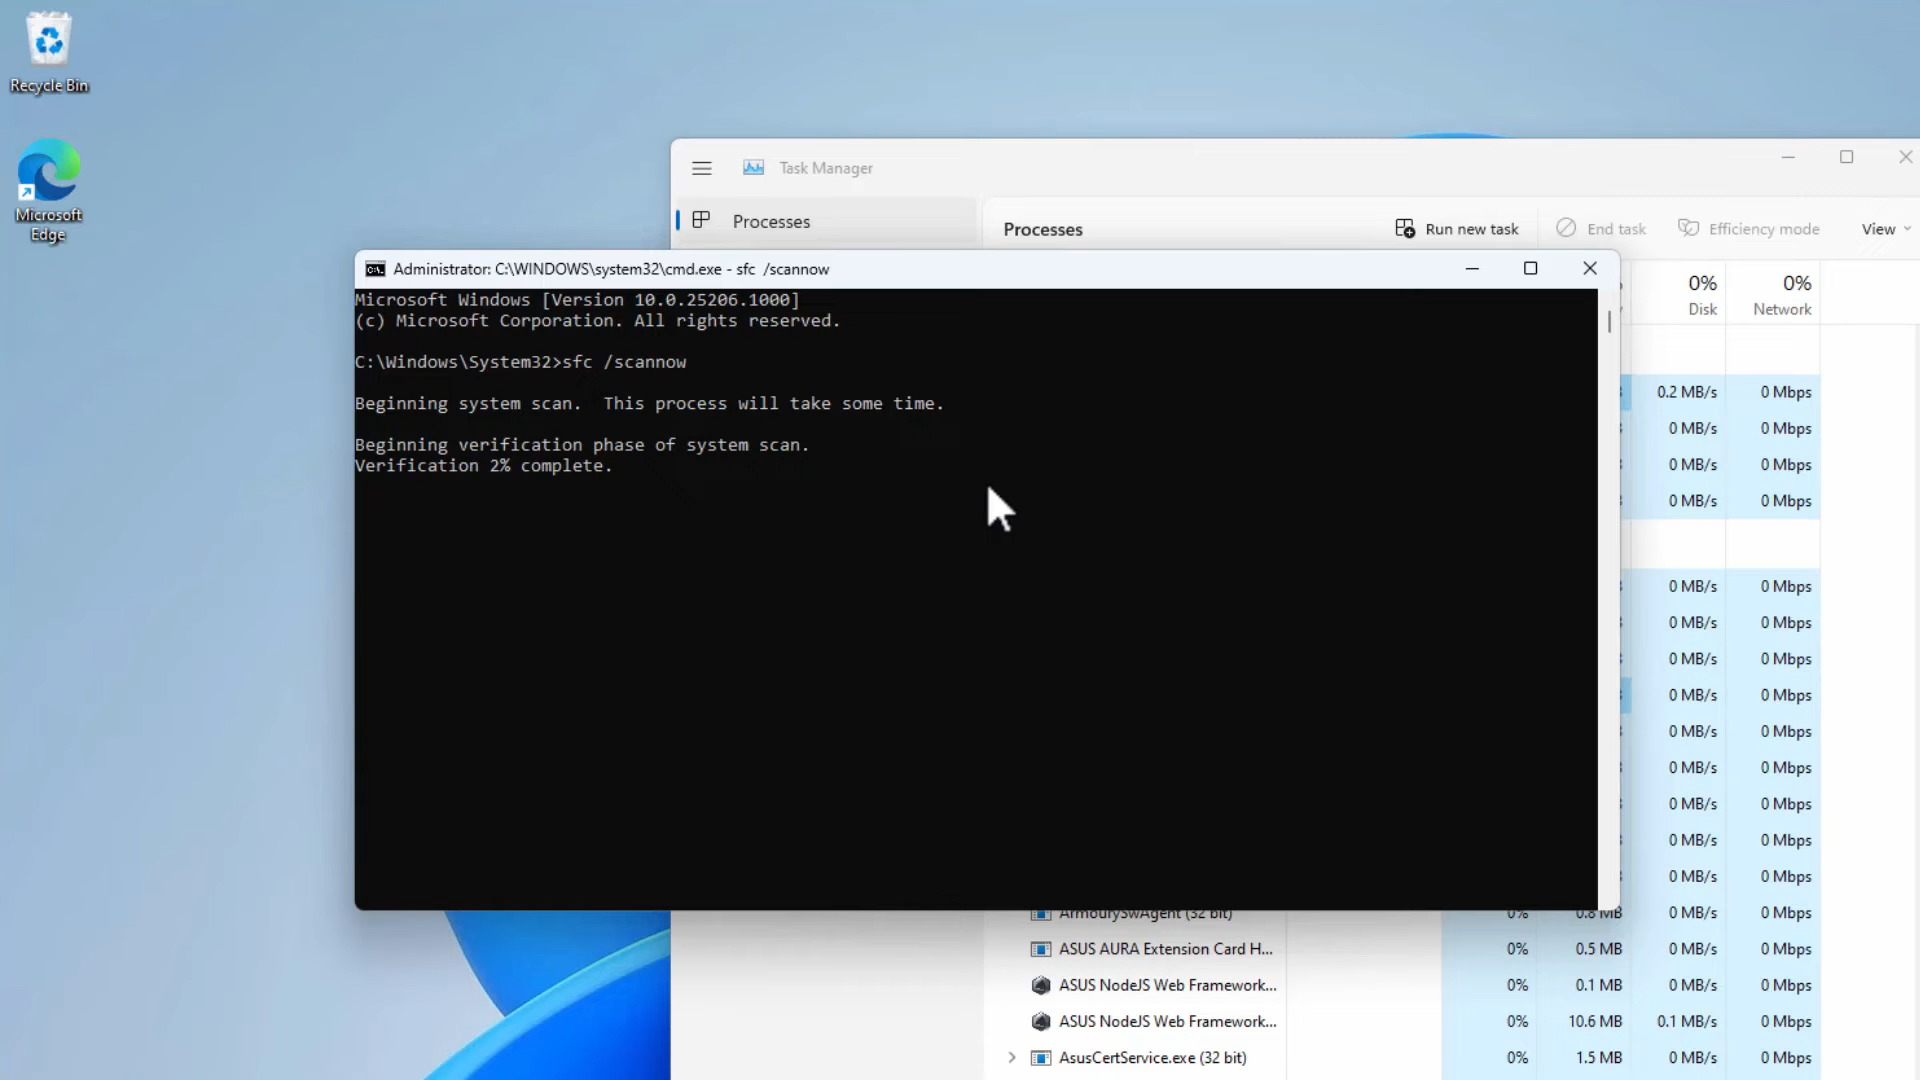 Recycle Bin
Microsoft
Edge
Task Manager
Processes
Processes
Run new task
End task
Efficiency mode
View
Administrator: C:\WINDOWS\system32\cmd.exe - sfc  /scannow
Microsoft Windows [Version 10.0.25206.1000]
(c) Microsoft Corporation. All rights reserved.
C:\Windows\System32>sfc /scannow
Beginning system scan.  This process will take some time.
Beginning verification phase of system scan.
Verification 2% complete.
0% 0%
Disk Network
0.2 MB/s 0 Mbps
0 MB/s 0 Mbps
0 MB/s 0 Mbps
0 MB/s 0 Mbps
0 MB/s 0 Mbps
0 MB/s 0 Mbps
0 MB/s 0 Mbps
0 MB/s 0 Mbps
0 MB/s 0 Mbps
0 MB/s 0 Mbps
0 MB/s 0 Mbps
0 MB/s 0 Mbps
0 MB/s 0 Mbps
ArmourySwAgent (32 bit) 0% 0.8 MB 0 MB/s 0 Mbps
ASUS AURA Extension Card H... 0% 0.5 MB 0 MB/s 0 Mbps
ASUS NodeJS Web Framework... 0% 0.1 MB 0 MB/s 0 Mbps
ASUS NodeJS Web Framework... 0% 10.6 MB 0.1 MB/s 0 Mbps
AsusCertService.exe (32 bit) 0% 1.5 MB 0 MB/s 0 Mbps